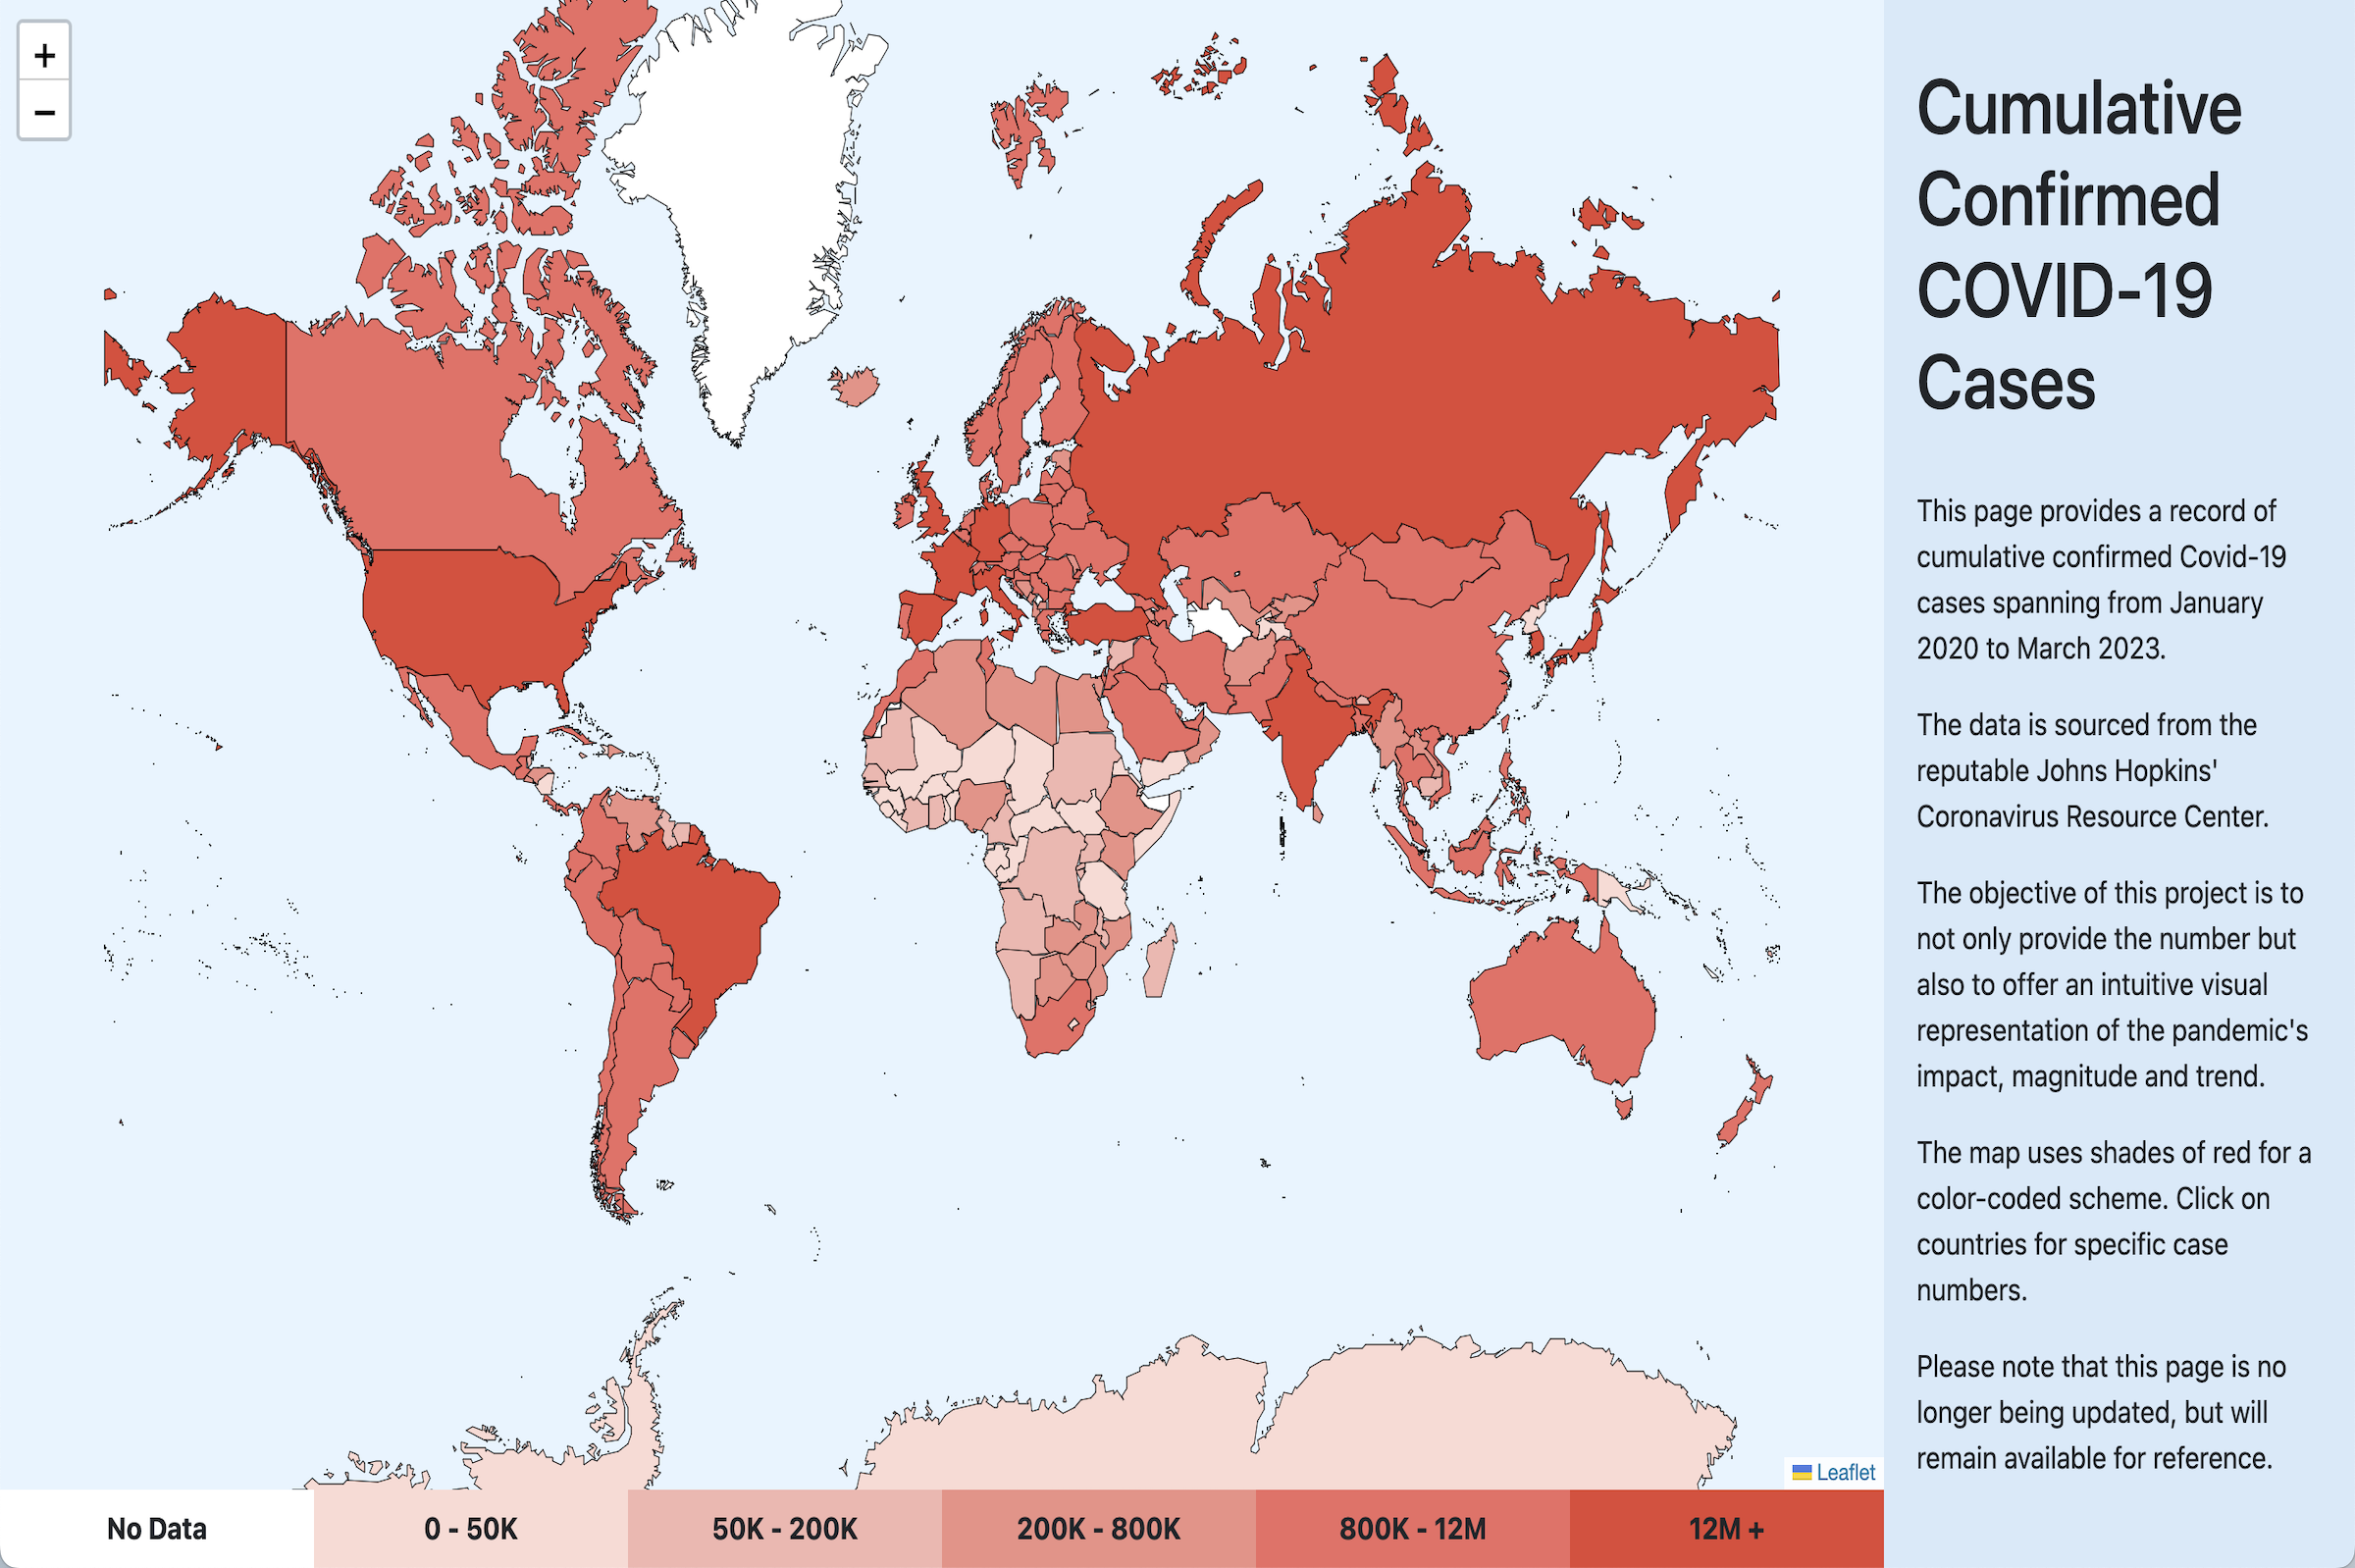 +
−
Cumulative
Confirmed
COVID-19
Cases
This page provides a record of
cumulative confirmed Covid-19
cases spanning from January
2020 to March 2023.
The data is sourced from the
reputable Johns Hopkins'
Coronavirus Resource Center.
The objective of this project is to
not only provide the number but
also to offer an intuitive visual
representation of the pandemic's
impact, magnitude and trend.
The map uses shades of red for a
color-coded scheme. Click on
countries for specific case
numbers.
Please note that this page is no
longer being updated, but will
remain available for reference.
Leaflet
No Data
0 - 50K
50K - 200K
200K - 800K
800K - 12M
12M +